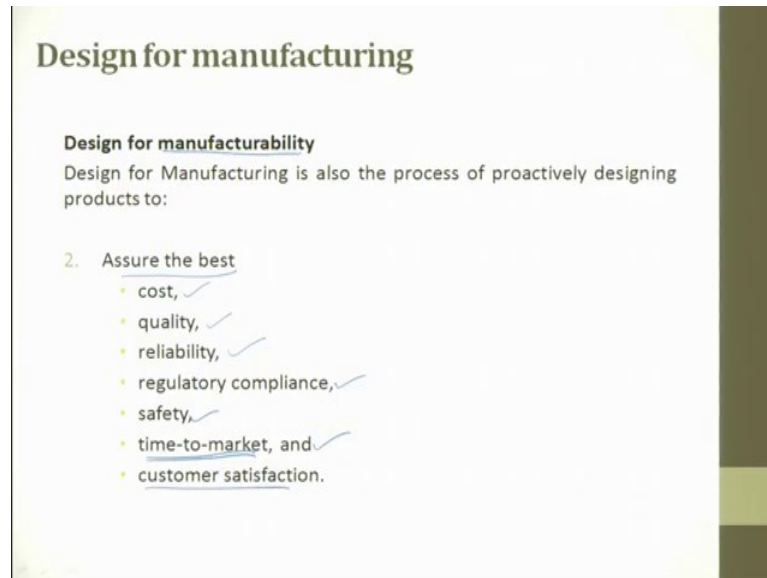 Design for manufacturing
Design for manufacturability
Design for Manufacturing is also the process of proactively designing
products to:
2. Assure the best
• cost,
• quality,
• reliability,
• regulatory compliance,
• safety,
• time-to-market, and
• customer satisfaction.